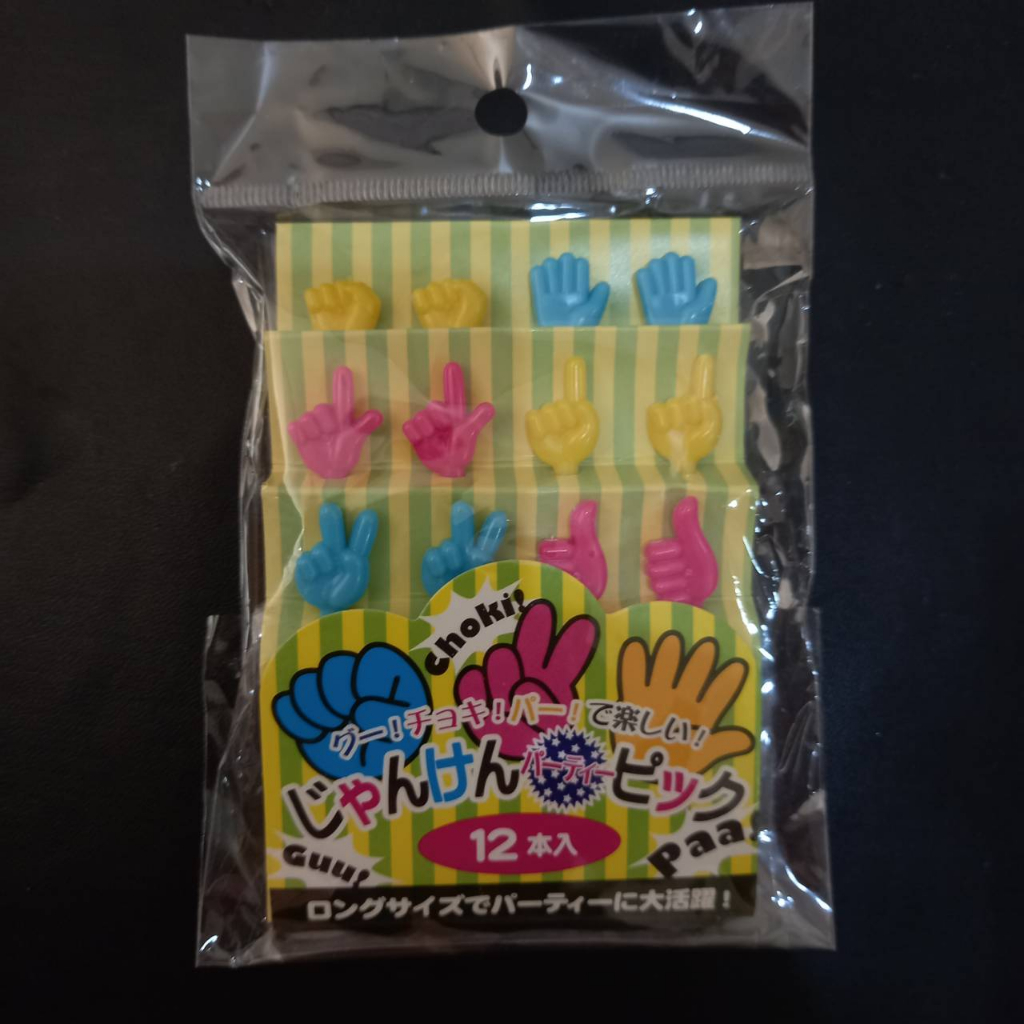 choki!
グー!チョキ!パー!で楽しい!
じゃんけんパーティーピック
Guu!
12本入
paa!
ロングサイズでパーティーに大活躍!